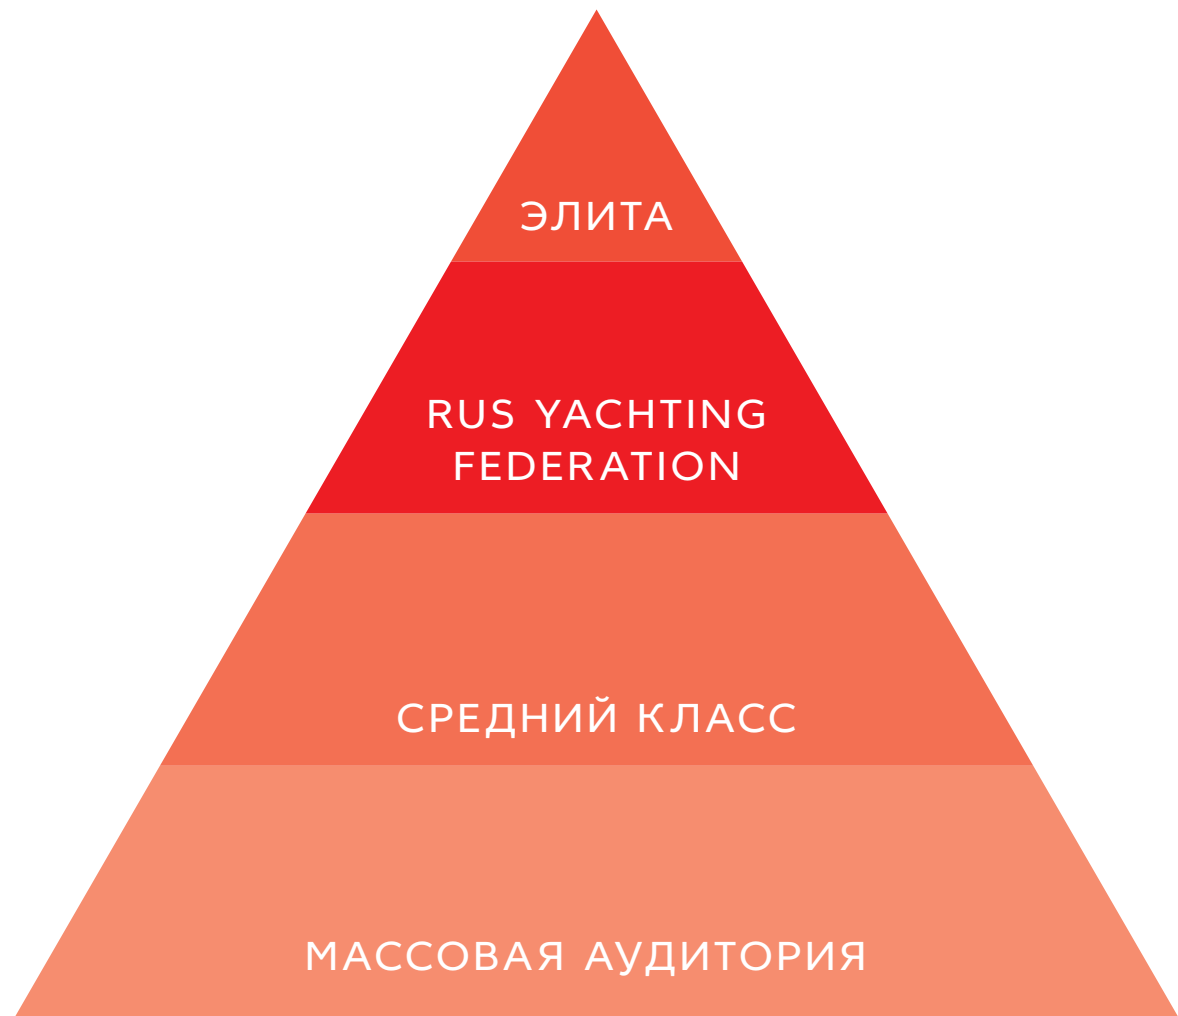 ЭЛИТА
RUS YACHTING
FEDERATION
СРЕДНИЙ КЛАСС
МАССОВАЯ АУДИТОРИЯ